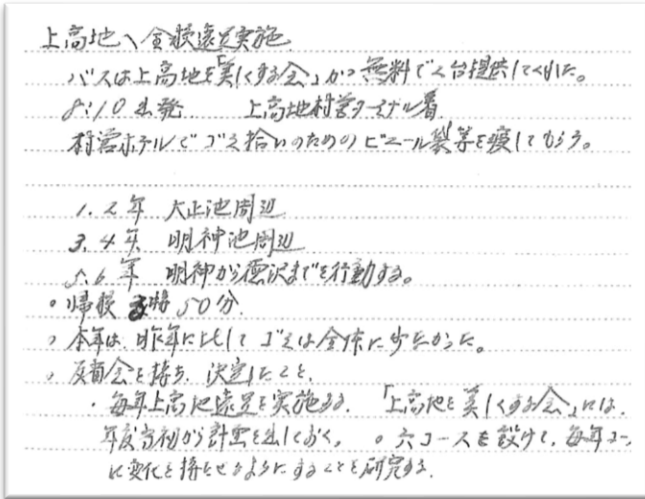 上高地へ全校遠足実施
バスは上高地を「美しくする会」が無料で2台提供してくれた。
8:10出発 上高地村営ターミナル着
村営ホテルでゴミ拾いのためのビニール袋等を渡してもらう。
1.2年 大正池周辺
3.4年 明神池周辺
5.6年 明神から徳沢までを行動する。
○帰校 3時50分
○本年は、昨年に比してゴミは全体に少なかった。
○反省会を持ち、決定したこと、
・毎年上高地遠足を実施する。「上高地を美しくする会」には、
年度当初から計画を出しておく。 ○六コースを設けて、毎年コー
に変化を持たせるようにすることを研究する。